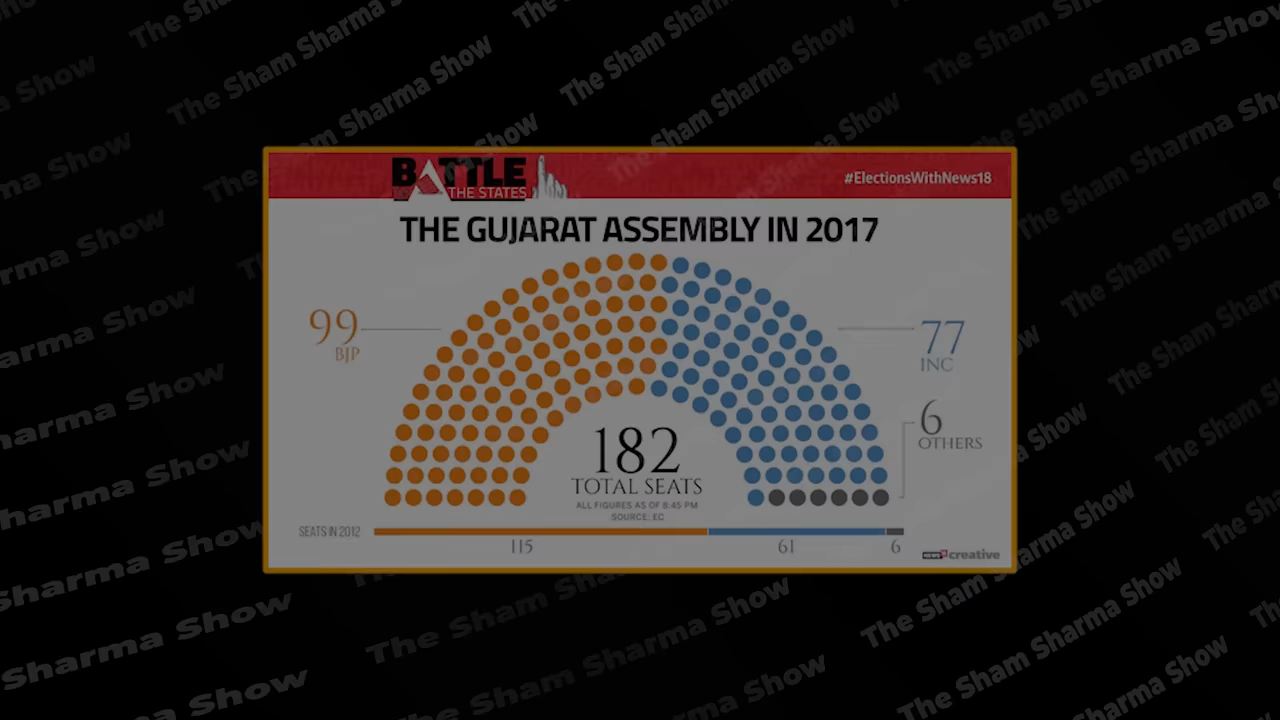 The Sham Sharma Show
BATTLE
THE STATES
#ElectionsWithNews18
THE GUJARAT ASSEMBLY IN 2017
99
BJP
77
INC
6
OTHERS
182
TOTAL SEATS
ALL FIGURES AS OF 8:45 PM
SOURCE: EC
SEATS IN 2012
115
61
6
NEWS18 creative